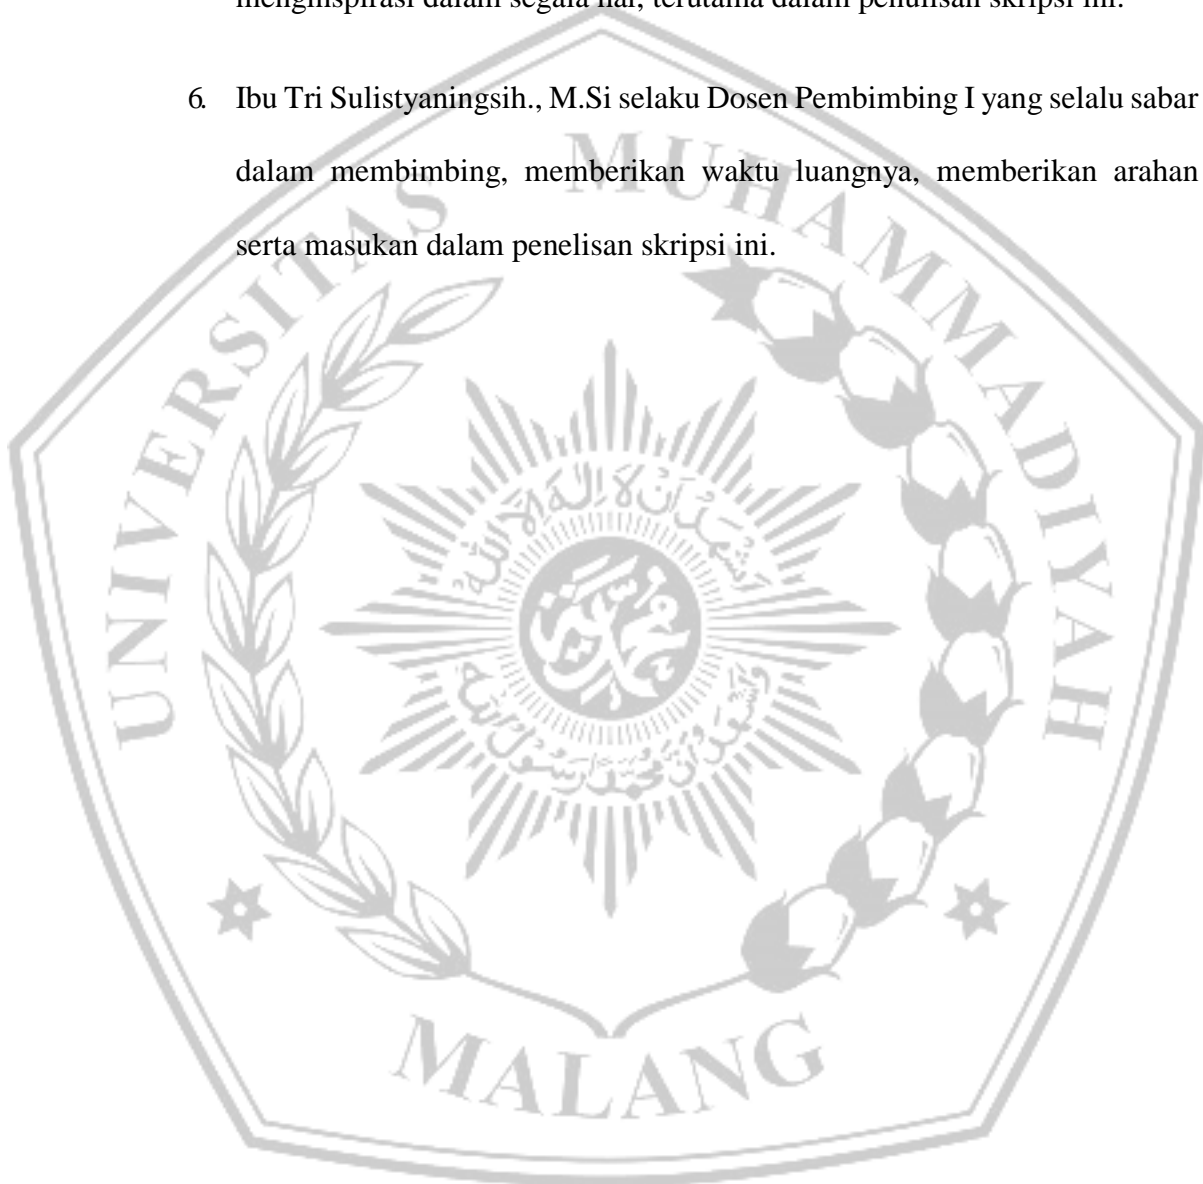 menginspirasi dalam segala hal, terutama dalam penulisan skripsi ini.
6. Ibu Tri Sulistyaningsih., M.Si selaku Dosen Pembimbing I yang selalu sabar
dalam membimbing, memberikan waktu luangnya, memberikan arahan
serta masukan dalam penelisan skripsi ini.
UNIVERSITAS MUHAMMADIYAH
MALANG